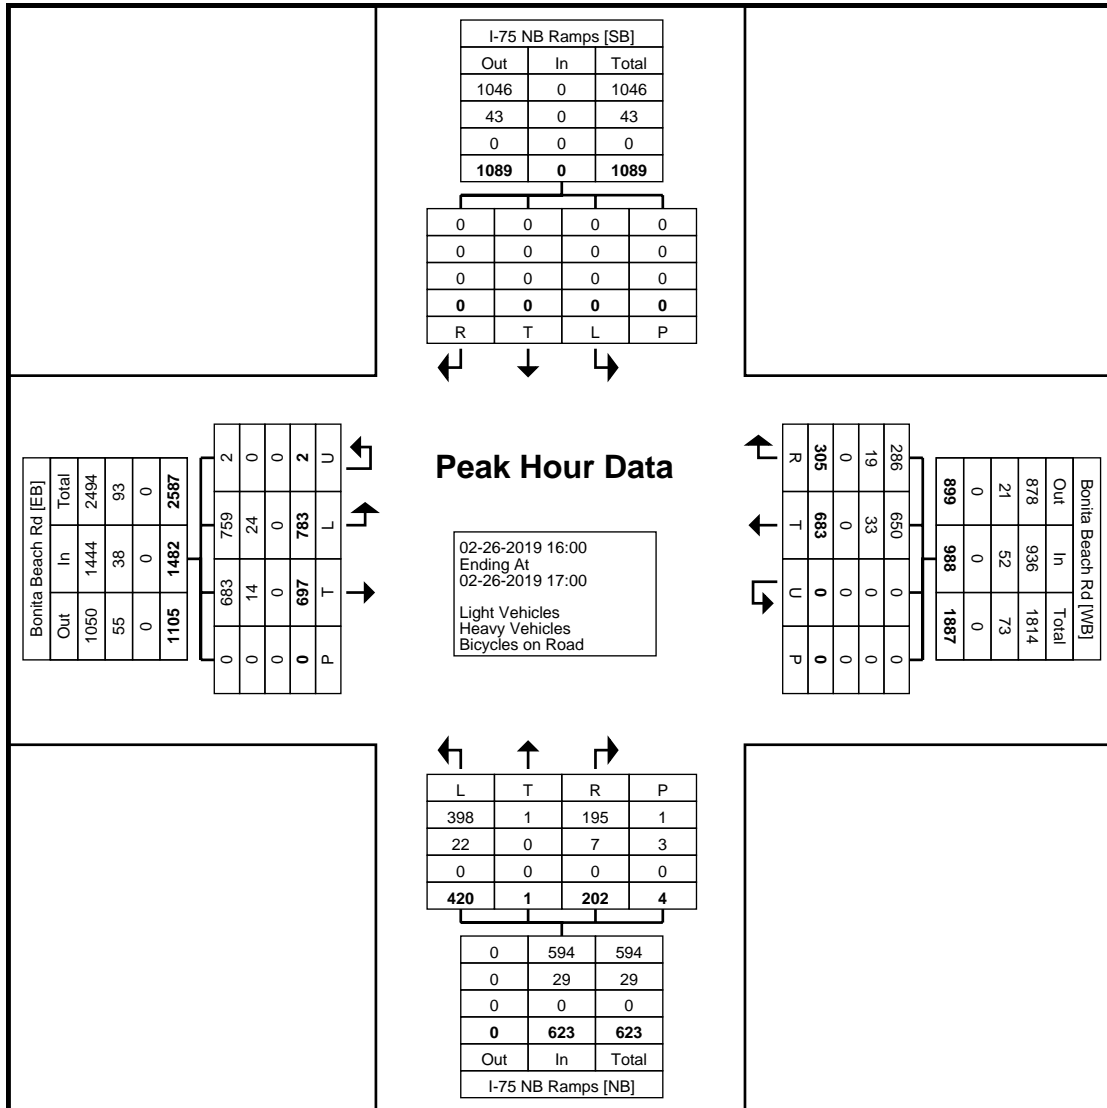 I-75 NB Ramps [SB]
Out In Total
1046 0 1046
43 0 43
0 0 0
1089 0 1089
0 0 0 0
0 0 0 0
0 0 0 0
0 0 0 0
R T L P
Bonita Beach Rd [EB]
Out In Total
1050 1444 2494
55 38 93
0 0 0
1105 1482 2587
0 683 759 2
0 14 24 0
0 0 0 0
0 697 783 2
P T L U
Peak Hour Data
02-26-2019 16:00
Ending At
02-26-2019 17:00
Light Vehicles
Heavy Vehicles
Bicycles on Road
Bonita Beach Rd [WB]
Out In Total
878 936 1814
21 52 73
0 0 0
899 988 1887
286 650 0 0
19 33 0 0
0 0 0 0
305 683 0 0
R T U P
L T R P
398 1 195 1
22 0 7 3
0 0 0 0
420 1 202 4
0 594 594
0 29 29
0 0 0
0 623 623
Out In Total
I-75 NB Ramps [NB]